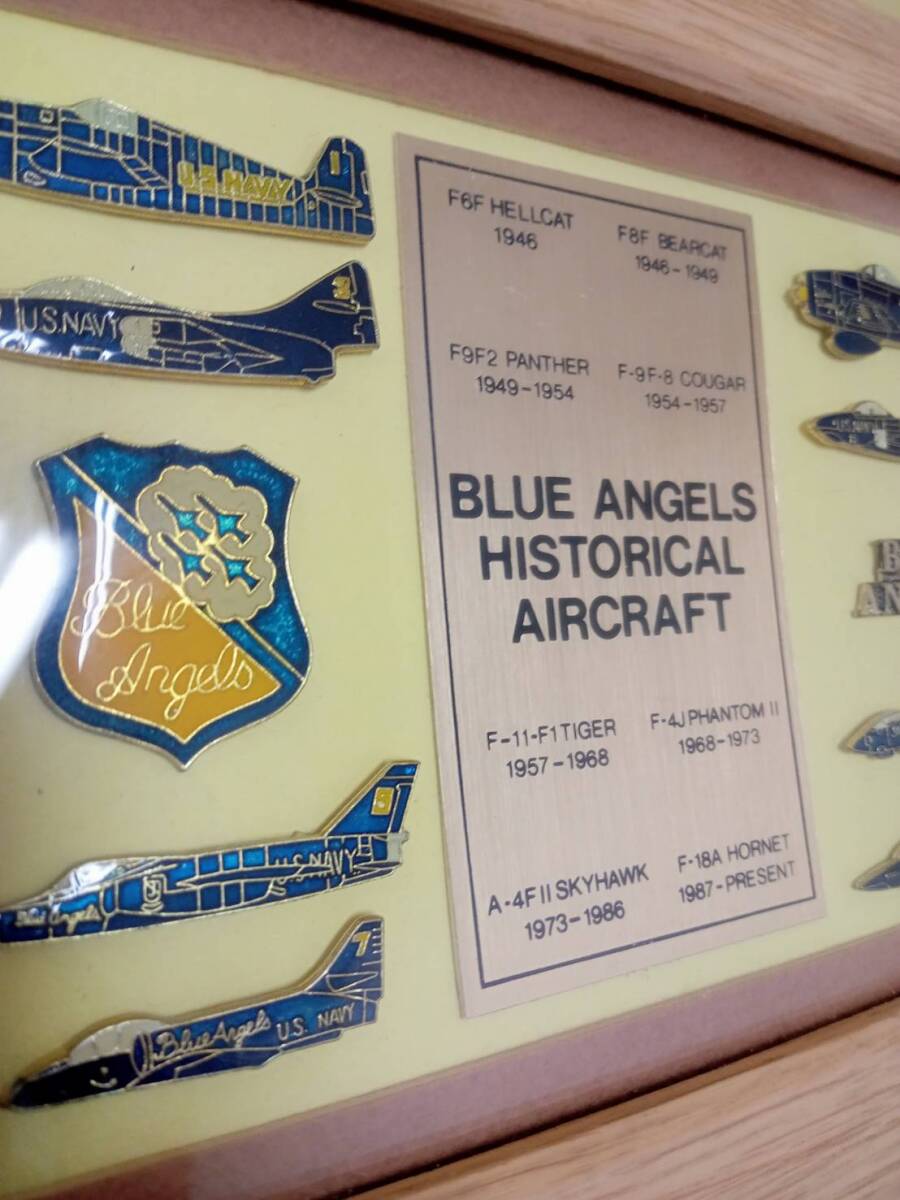 U.S. NAVY
1
U.S.NAVY
3
Blue
Angels
U.S.NAVY
5
Blue Angels
Blue Angels
U.S. NAVY
7
F6F HELLCAT
1946
F8F BEARCAT
1946-1949
F9F2 PANTHER
1949-1954
F-9F-8 COUGAR
1954-1957
BLUE ANGELS
HISTORICAL
AIRCRAFT
F-11-F1 TIGER
1957-1968
F-4J PHANTOM II
1968-1973
A-4F II SKYHAWK
1973-1986
F-18A HORNET
1987-PRESENT